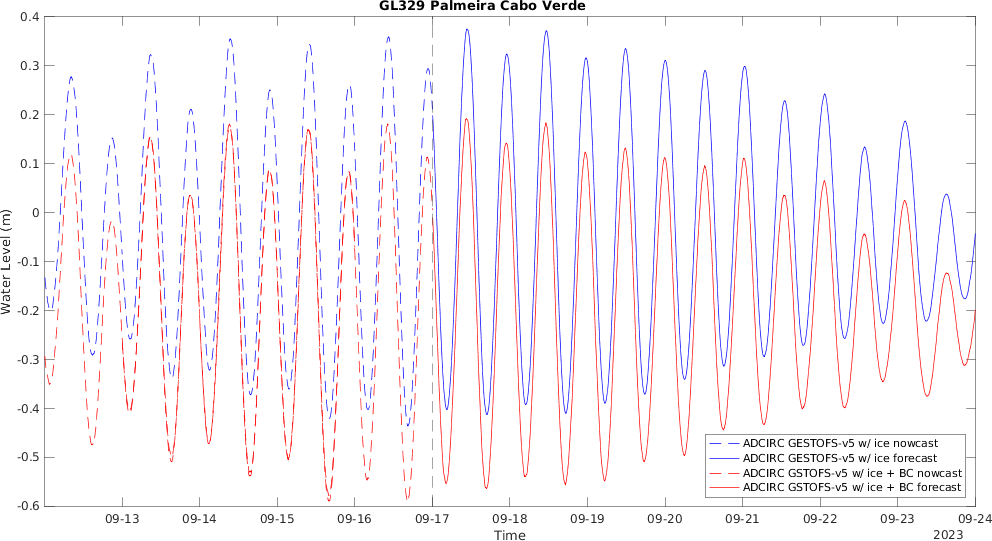 GL329 Palmeira Cabo Verde
0.4
0.3
0.2
0.1
0
-0.1
-0.2
-0.3
-0.4
-0.5
-0.6
Water Level (m)
ADCIRC GESTOFS-v5 w/ ice nowcast
ADCIRC GESTOFS-v5 w/ ice forecast
ADCIRC GSTOFS-v5 w/ ice + BC nowcast
ADCIRC GSTOFS-v5 w/ ice + BC forecast
09-13 09-14 09-15 09-16 09-17 09-18 09-19 09-20 09-21 09-22 09-23 09-24
Time
2023